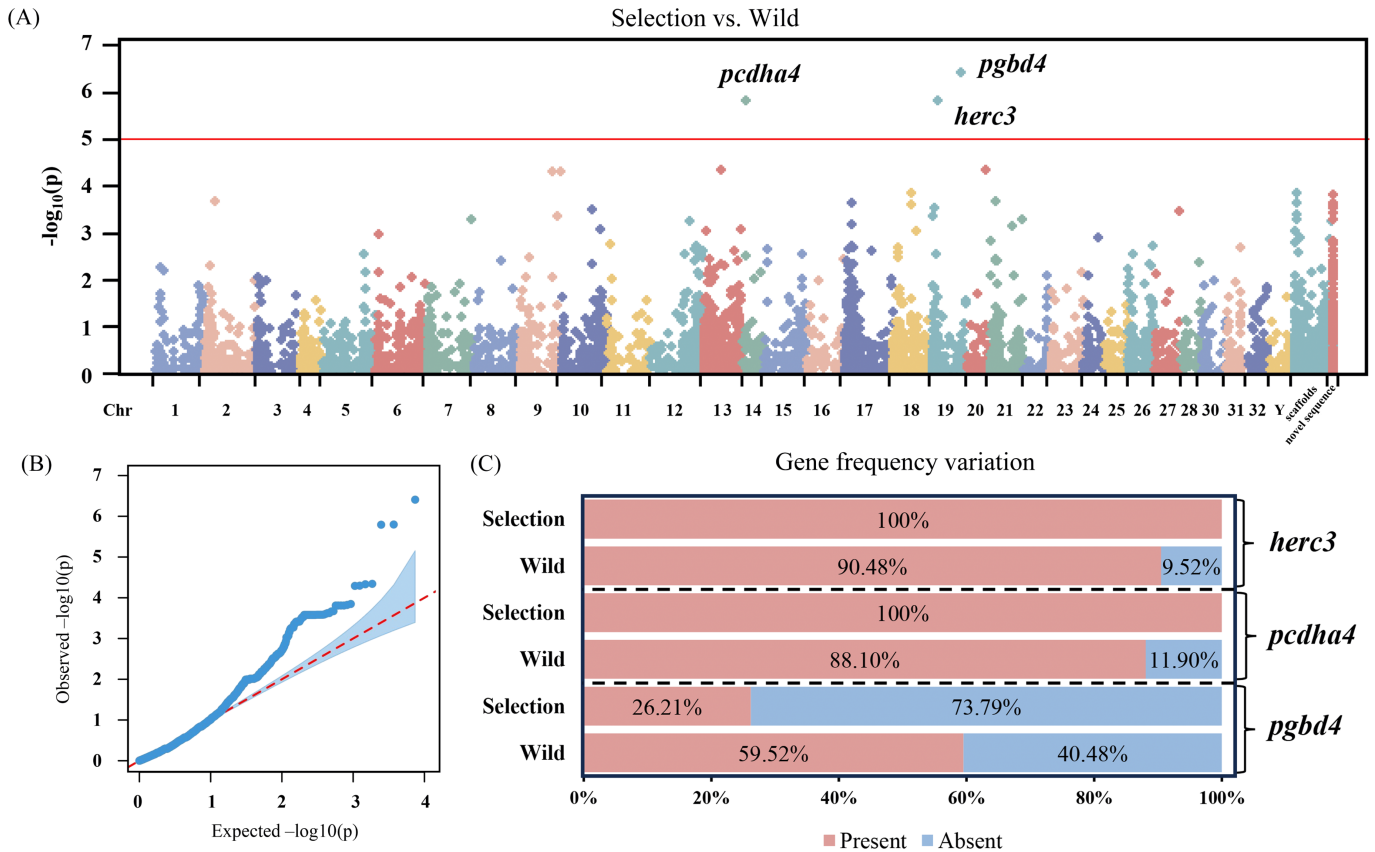 (A)
Selection vs. Wild
7
6
5
4
3
2
1
0
-log10(p)
pcdha4
pgbd4
herc3
Chr 1 2 3 4 5 6 7 8 9 10 11 12 13 14 15 16 17 18 19 20 21 22 23 24 25 26 27 28 30 31 32 Y scaffolds novel sequence
(B)
7
6
5
4
3
2
1
0
Observed –log10(p)
0 1 2 3 4
Expected –log10(p)
(C)
Gene frequency variation
Selection 100%
Wild 90.48% 9.52%
herc3
Selection 100%
Wild 88.10% 11.90%
pcdha4
Selection 26.21% 73.79%
Wild 59.52% 40.48%
pgbd4
0% 20% 40% 60% 80% 100%
Present Absent